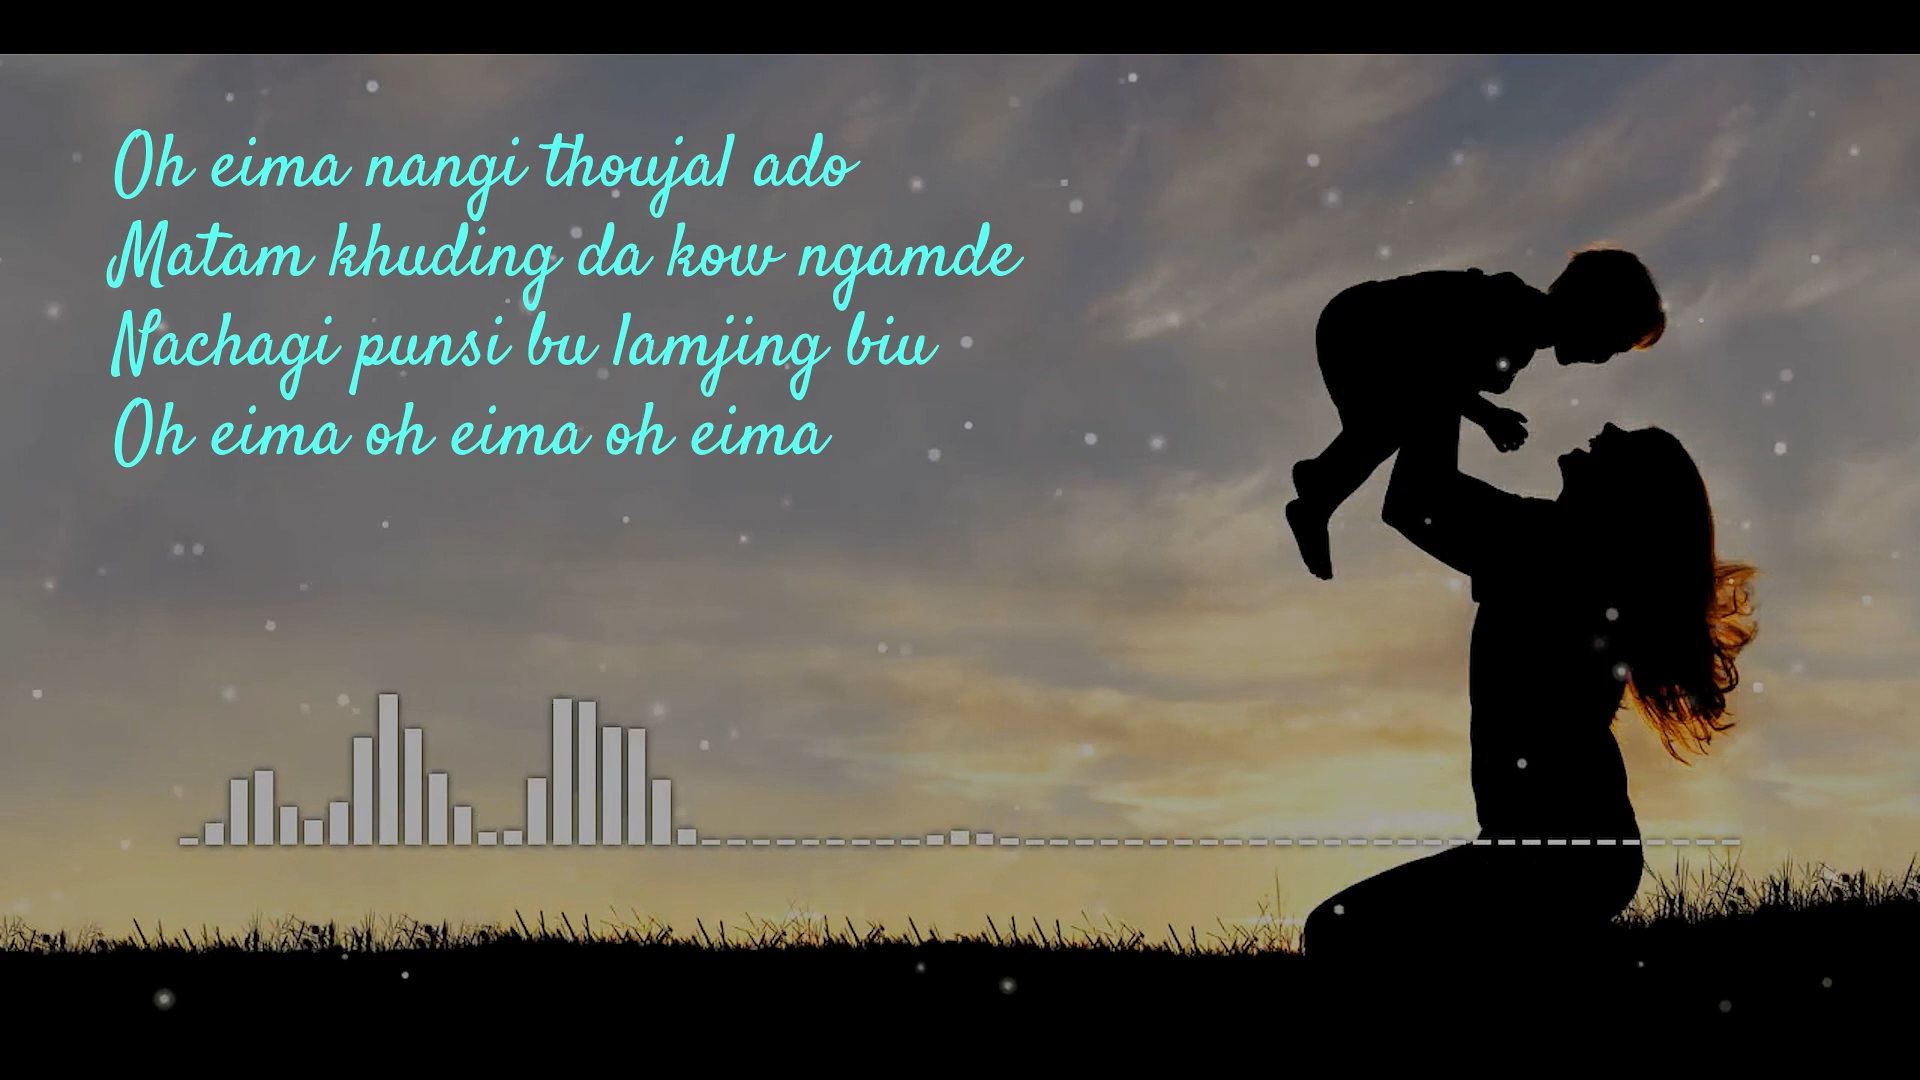 Oh eima nangi thoujal ado
Matam khuding da kow ngamde
Nachagi punsi bu lamjing biu
Oh eima oh eima oh eima